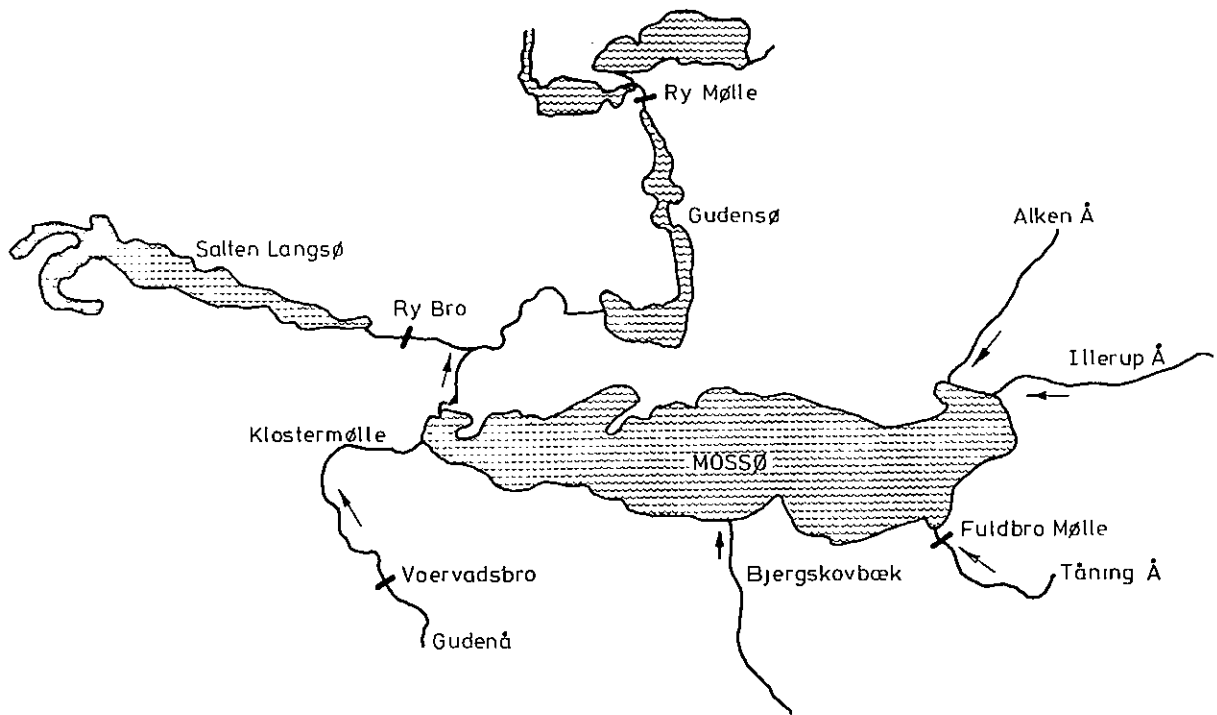 Ry Mølle
Gudensø
Alken Å
Salten Langsø
Ry Bro
Illerup Å
Klostermølle
MOSSØ
Fuldbro Mølle
Voervadsbro
Bjergskovbæk
Tåning Å
Gudenå